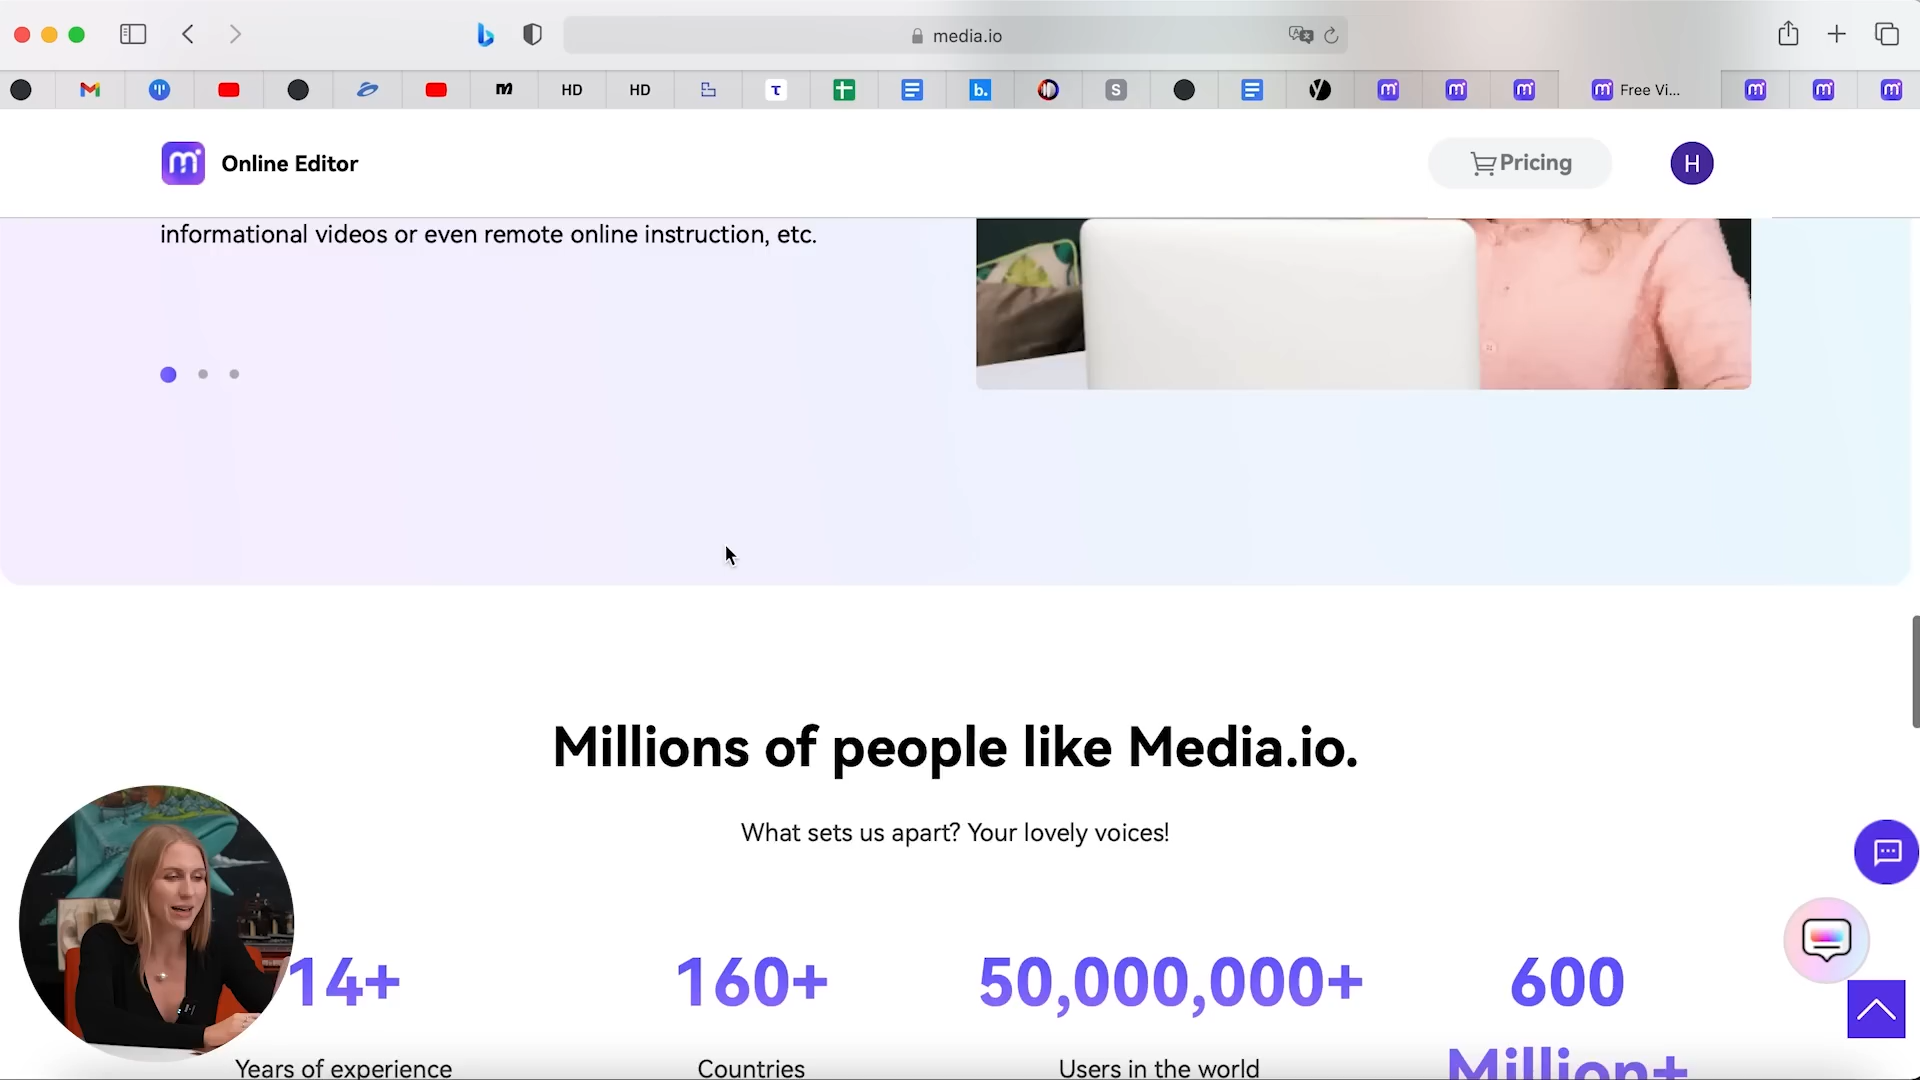 media.io
HD
HD
b.
S
Free Vi...
Online Editor
Pricing
H
informational videos or even remote online instruction, etc.
Millions of people like Media.io.
What sets us apart? Your lovely voices!
14+
160+
50,000,000+
600
Million+
Years of experience
Countries
Users in the world